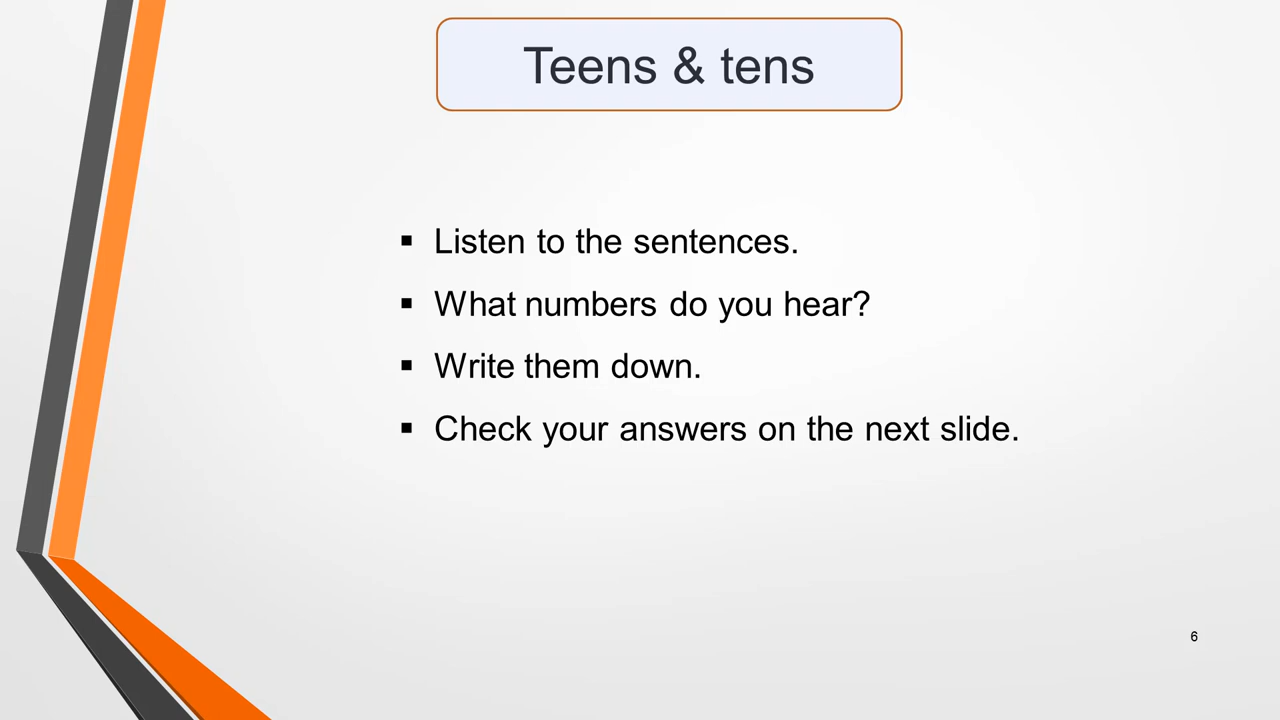 Teens & tens
▪ Listen to the sentences.
▪ What numbers do you hear?
▪ Write them down.
▪ Check your answers on the next slide.
6